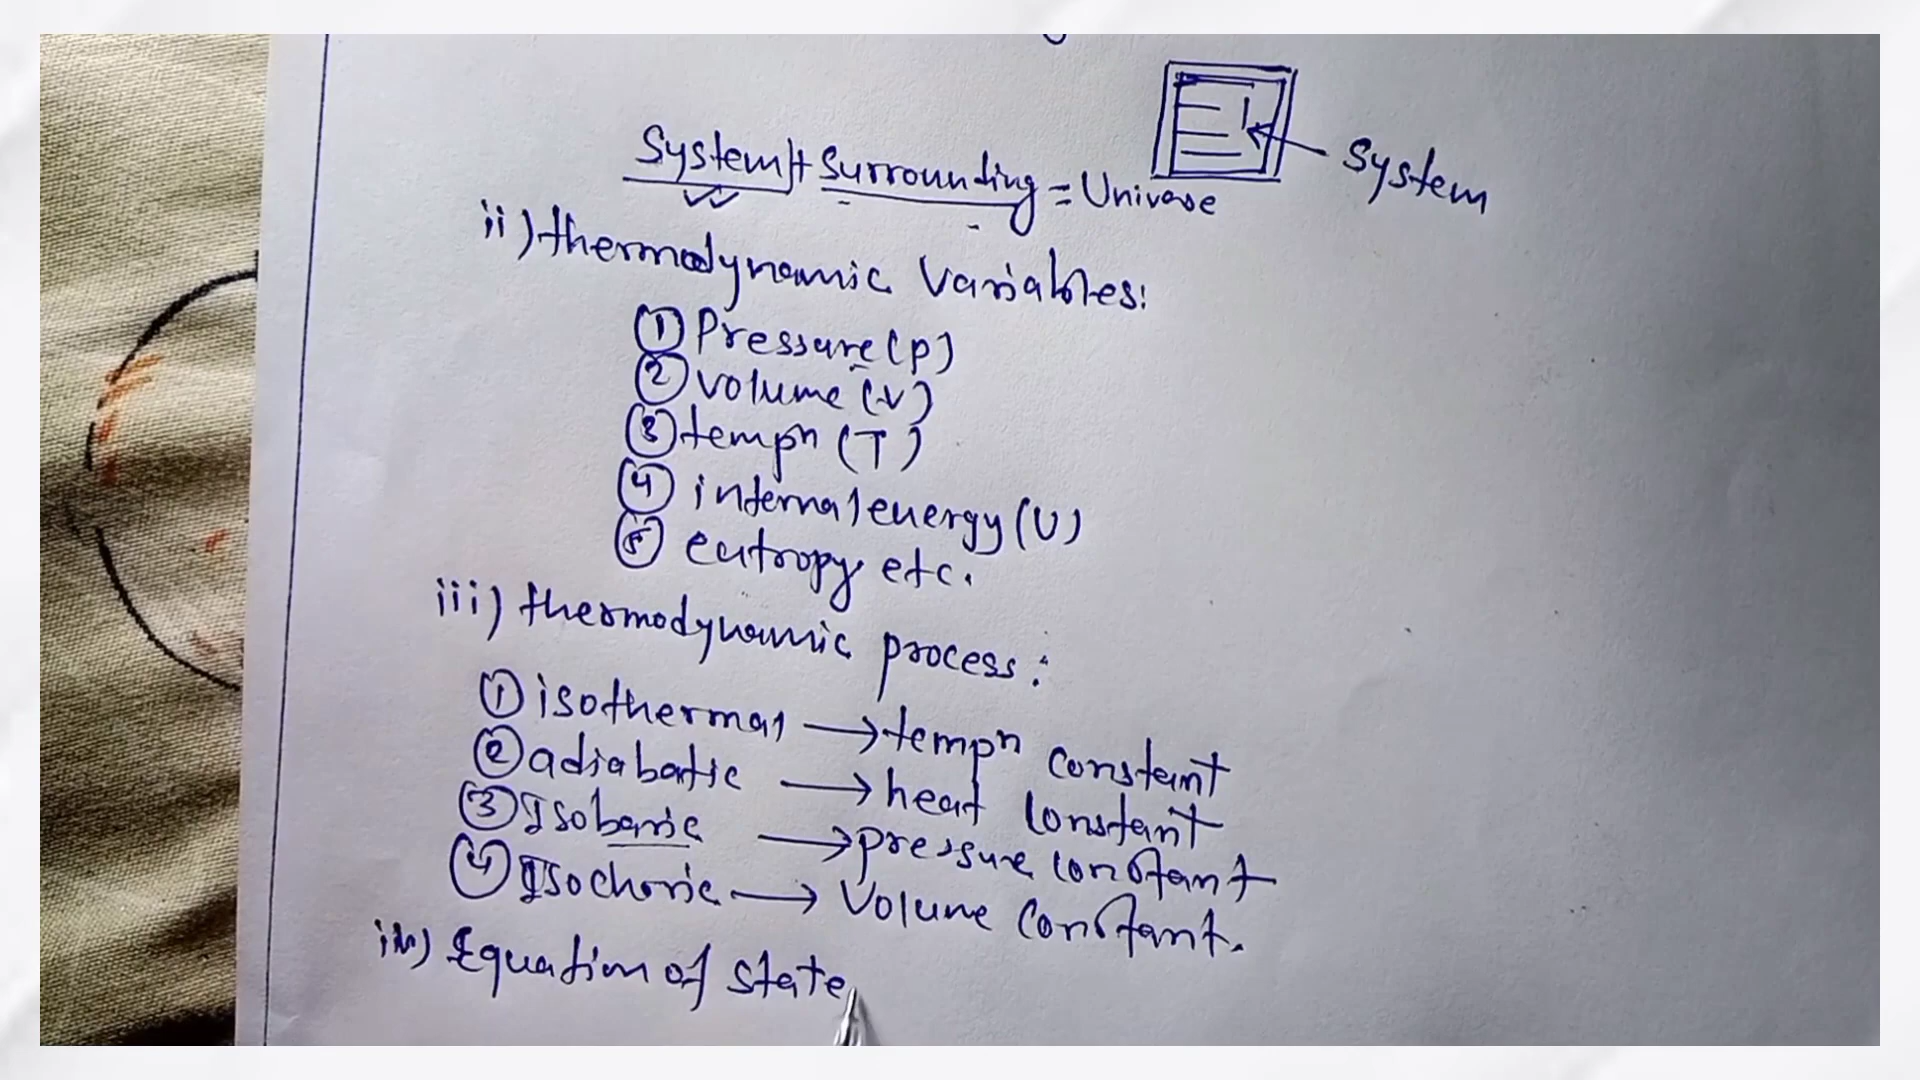 System
System + Surrounding = Universe
ii) thermodynamic Variables:
① Pressure (P)
② volume (v)
③ tempn (T)
④ internal energy (U)
⑤ entropy etc.
iii) thermodynamic process:
① isothermal → tempn constant
② adiabatic → heat constant
③ Isobaric → pressure constant
④ Isochoric → Volume constant.
iv) Equation of state